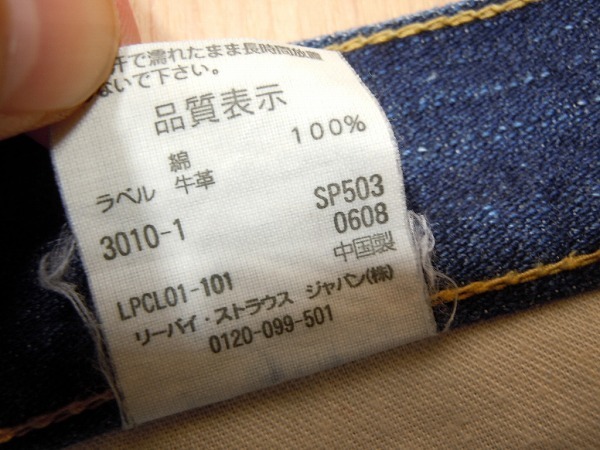 汗で濡れたまま長時間放置
ないで下さい。
品質表示
綿 100%
ラベル 牛革
SP503
3010-1 0608
中国製
LPCL01-101
リーバイ・ストラウス ジャパン(株)
0120-099-501